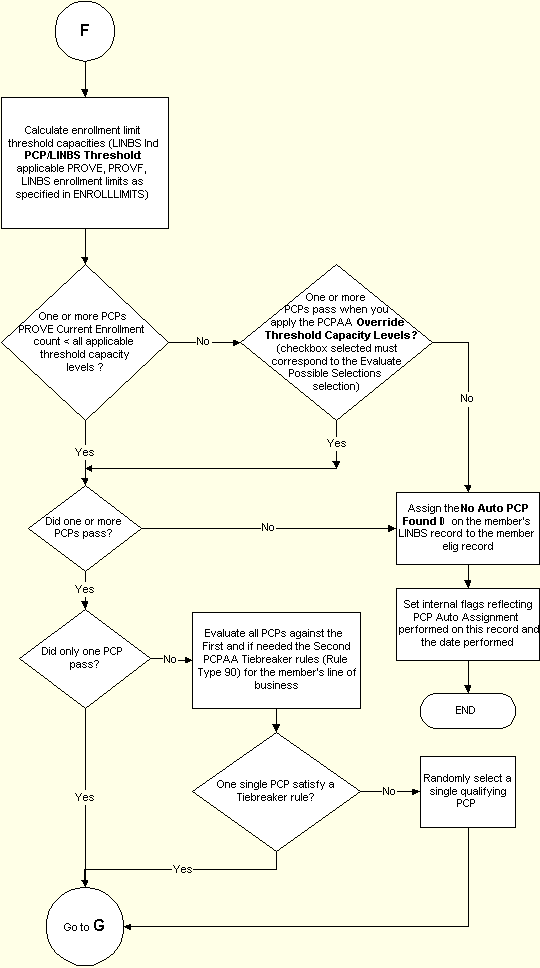 F
Calculate enrollment limit
threshold capacities (LINBS Ind
PCP/LINBS Threshold:
applicable PROVE, PROVF,
LINBS enrollment limits as
specified in ENROLLLIMITS)
One or more PCPs
PROVE Current Enrollment
count < all applicable
threshold capacity
levels ?
No
One or more
PCPs pass when you
apply the PCPAA Override
Threshold Capacity Levels?
(checkbox selected must
correspond to the Evaluate
Possible Selections
selection)
No
Yes
Yes
Did one or more
PCPs pass?
No
Assign the No Auto PCP
Found on the member's
LINBS record to the member
elig record
Yes
Set internal flags reflecting
PCP Auto Assignment
performed on this record and
the date performed
Did only one PCP
pass?
No
Evaluate all PCPs against the
First and if needed the Second
PCPAA Tiebreaker rules (Rule
Type 90) for the member's line of
business
END
One single PCP satisfy a
Tiebreaker rule?
No
Randomly select a
single qualifying
PCP
Yes
Yes
Go to G